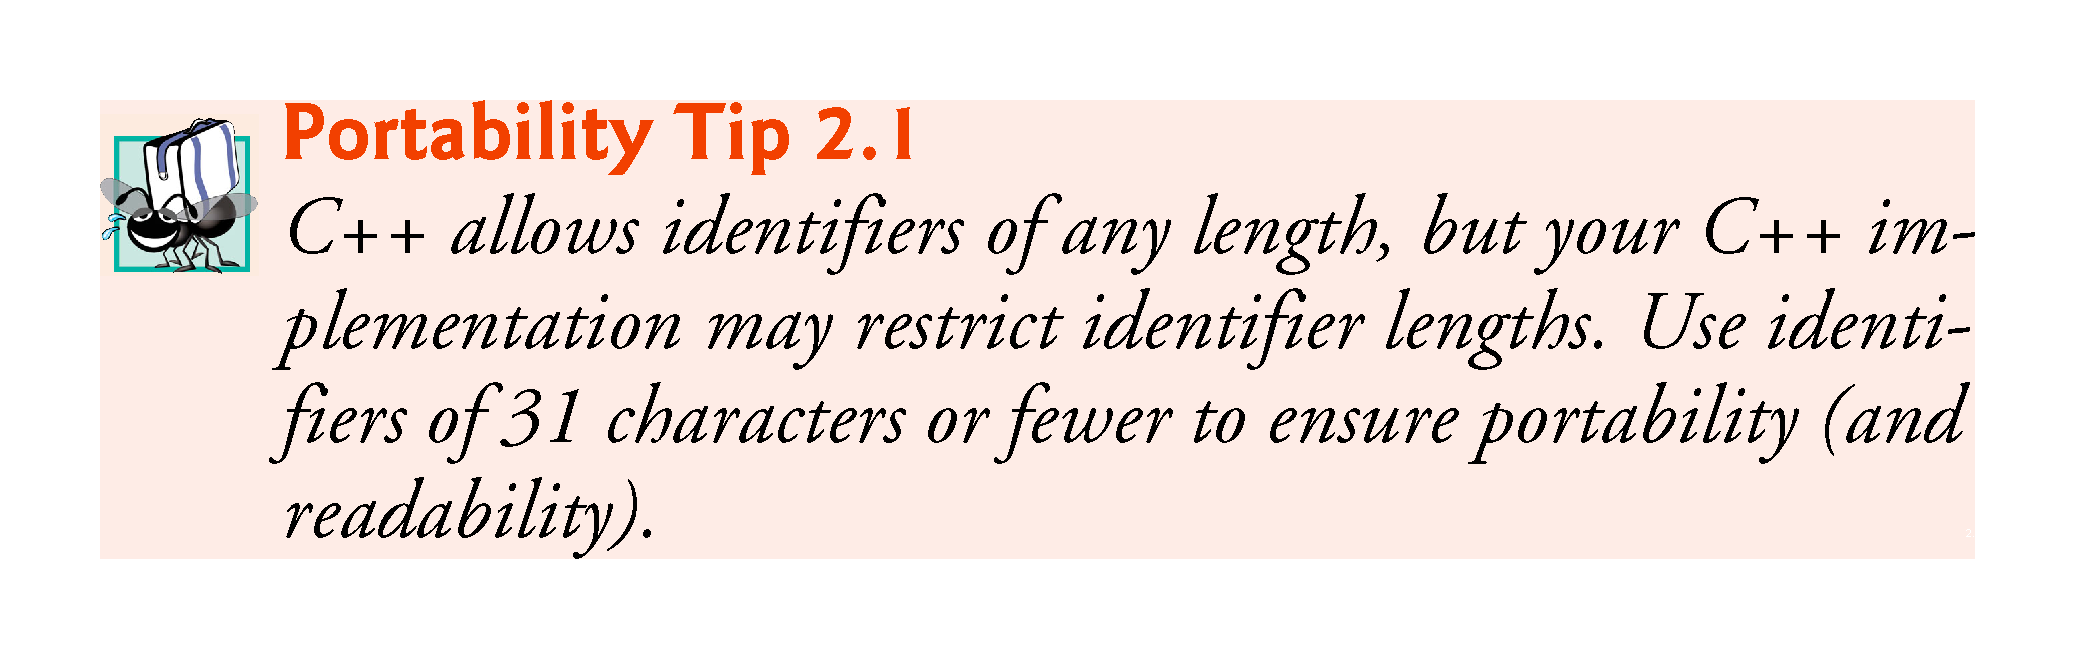 Portability Tip 2.1
C++ allows identifiers of any length, but your C++ im-
plementation may restrict identifier lengths. Use identi-
fiers of 31 characters or fewer to ensure portability (and
readability).
2